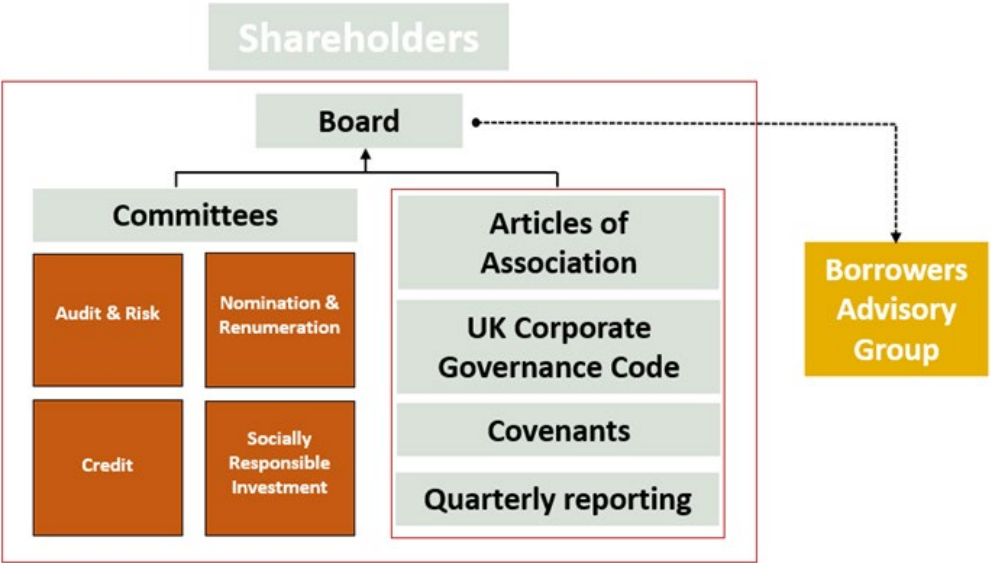 Shareholders
Board
Committees
Audit & Risk
Nomination &
Renumeration
Credit
Socially
Responsible
Investment
Articles of
Association
UK Corporate
Governance Code
Covenants
Quarterly reporting
Borrowers
Advisory
Group